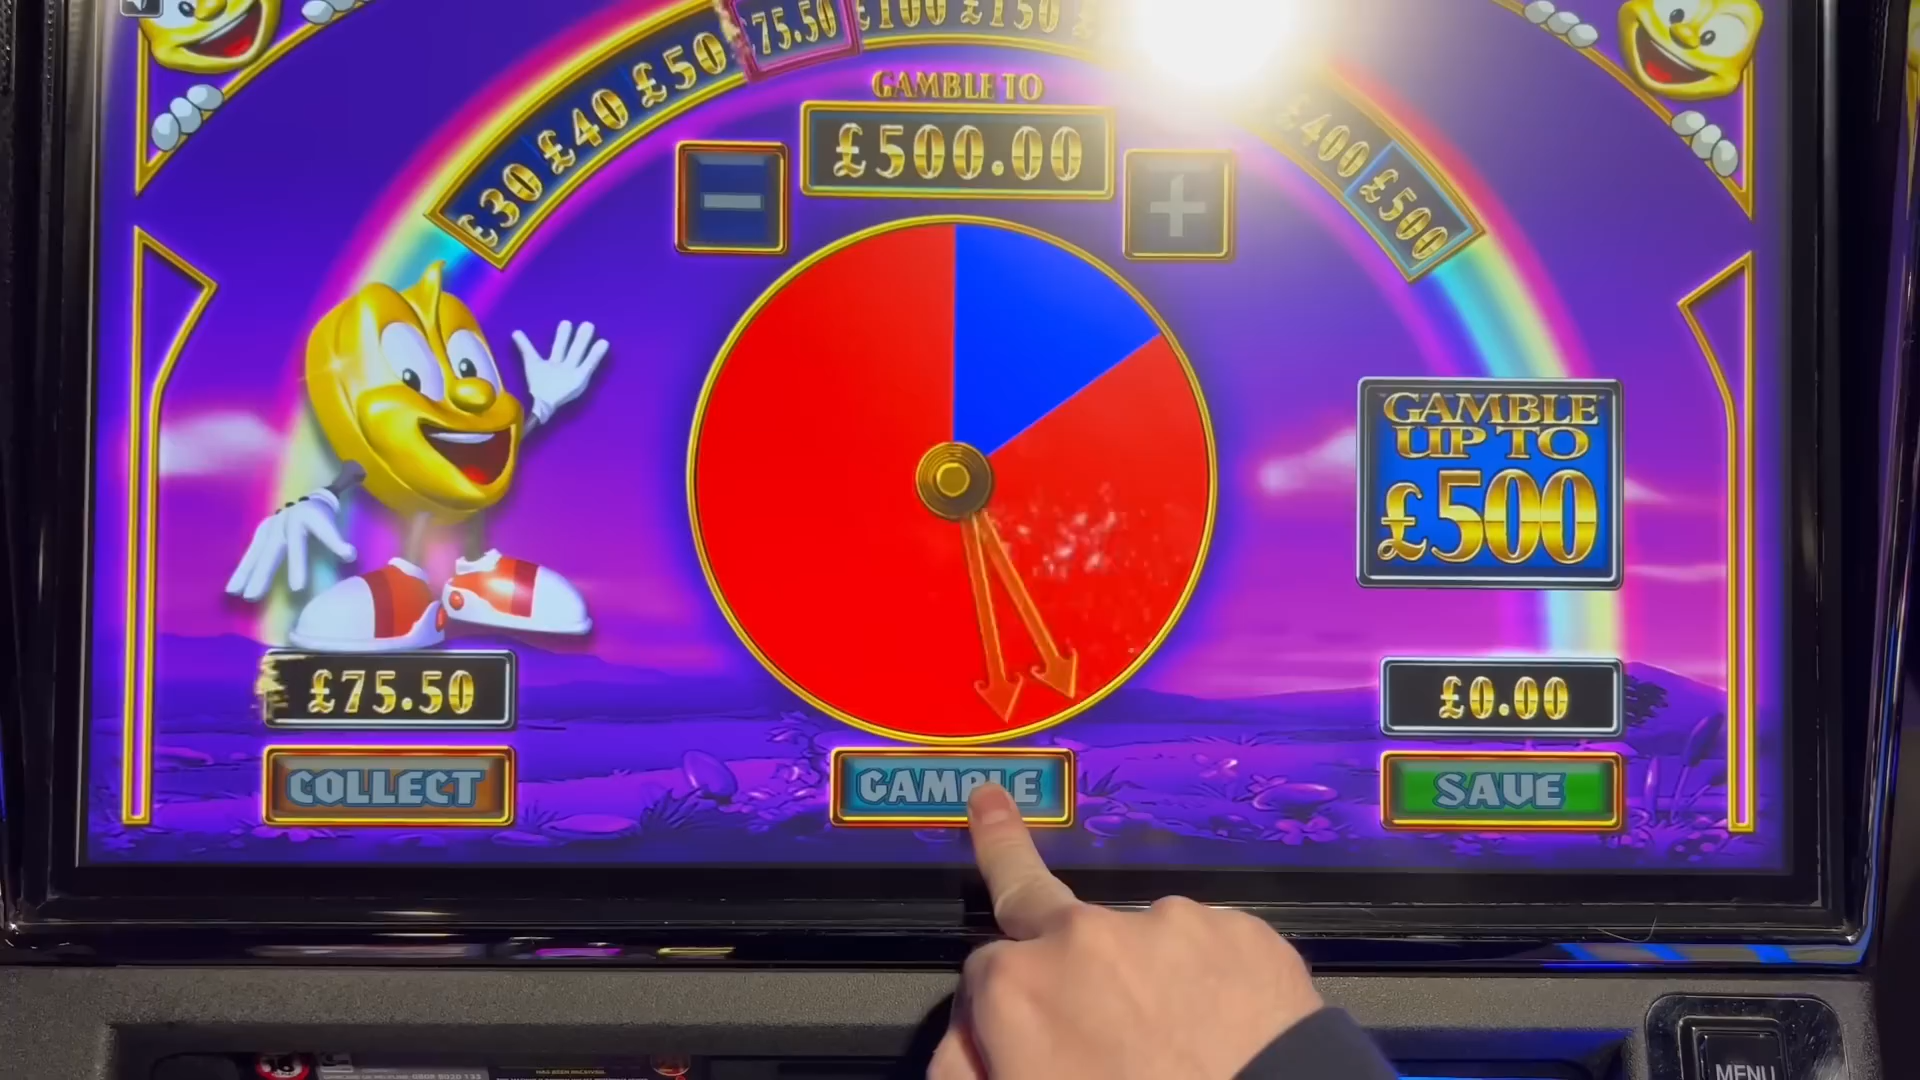 £30 £40 £50 £75.50 £100 £150
£400 £500
GAMBLE TO
£500.00
GAMBLE
UP TO
£500
£75.50
£0.00
COLLECT
GAMBLE
SAVE
MENU